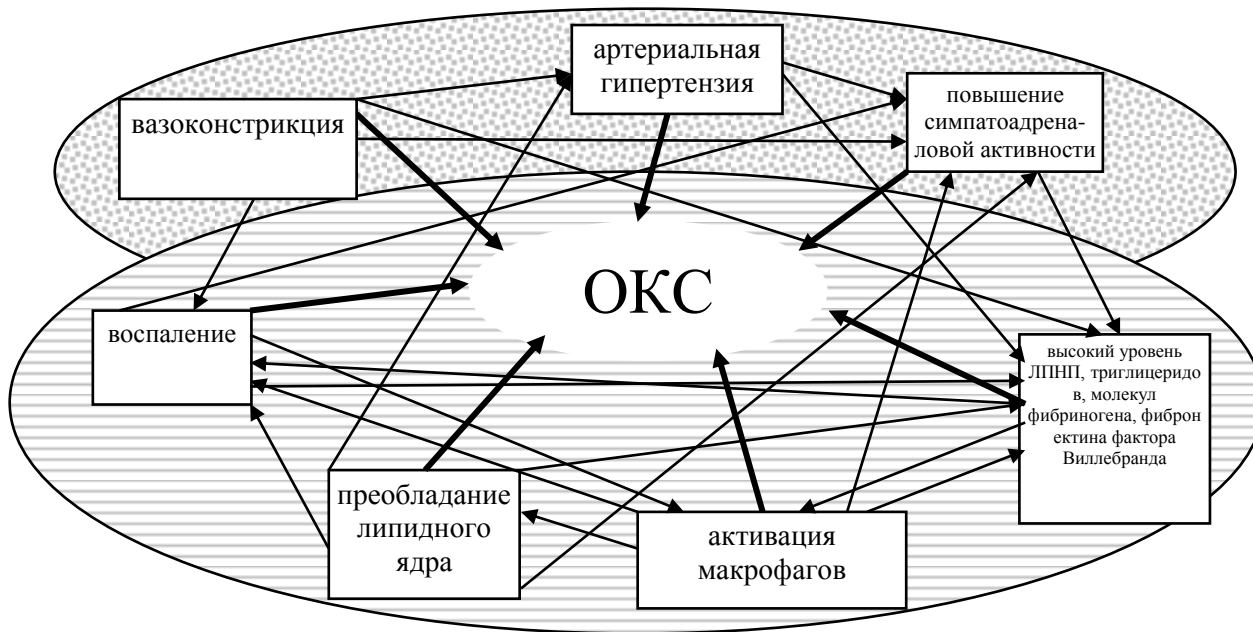 артериальная
гипертензия
вазоконстрикция
повышение
симпатоадрена-
ловой активности
ОКС
воспаление
высокий уровень
ЛПНП, триглицеридо
в, молекул
фибриногена, фиброн
ектина фактора
Виллебранда
преобладание
липидного
ядра
активация
макрофагов